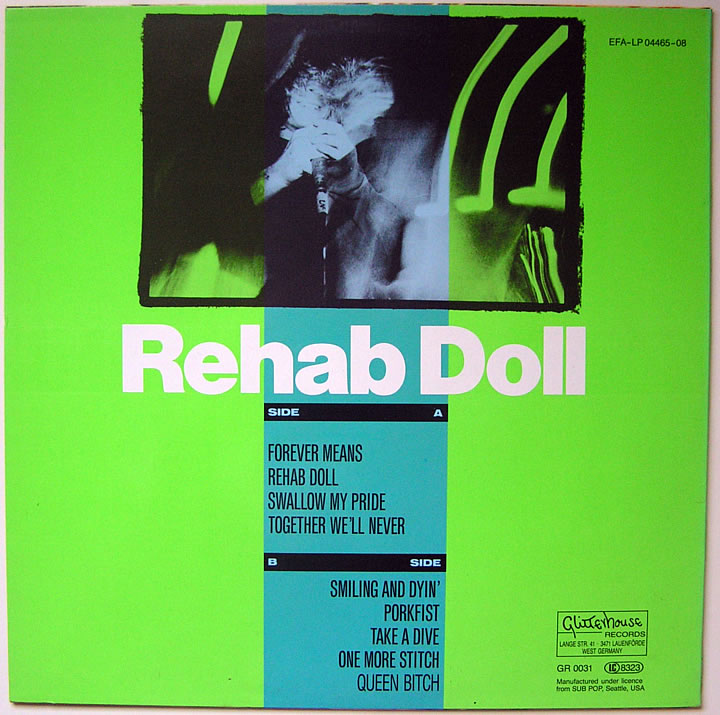 EFA-LP 04465-08
Rehab Doll
SIDE A
FOREVER MEANS
REHAB DOLL
SWALLOW MY PRIDE
TOGETHER WE'LL NEVER
B SIDE
SMILING AND DYIN'
PORKFIST
TAKE A DIVE
ONE MORE STITCH
QUEEN BITCH
Glitterhouse
RECORDS
LANGE STR. 41 · 3471 LAUENFÖRDE
WEST GERMANY
GR 0031 LC 8323
Manufactured under licence
from SUB POP, Seattle, USA